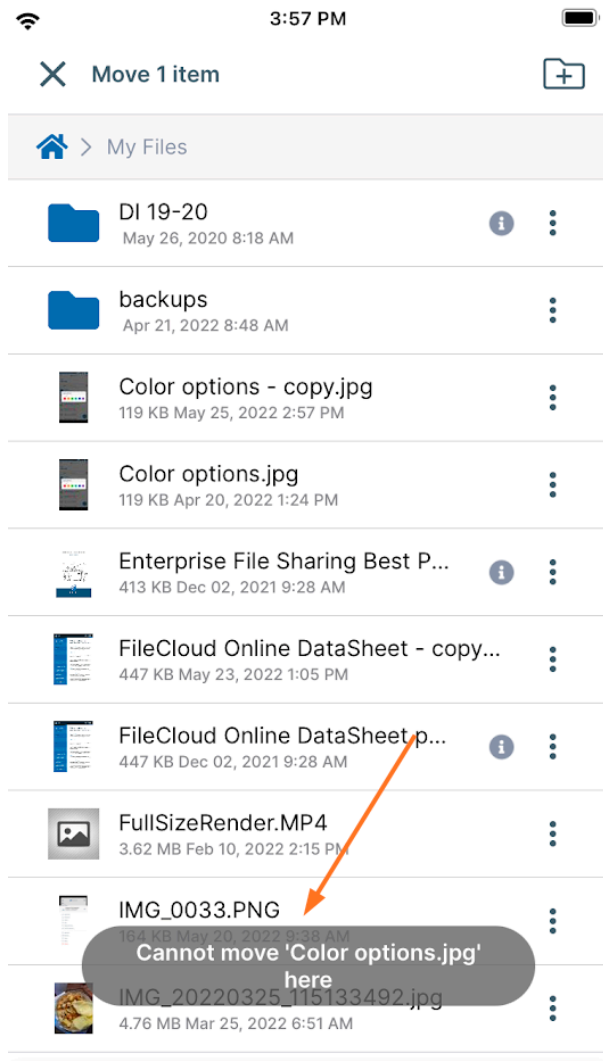 3:57 PM
Move 1 item
My Files
DI 19-20
May 26, 2020 8:18 AM
backups
Apr 21, 2022 8:48 AM
Color options - copy.jpg
119 KB May 25, 2022 2:57 PM
Color options.jpg
119 KB Apr 20, 2022 1:24 PM
Enterprise File Sharing Best P...
413 KB Dec 02, 2021 9:28 AM
FileCloud Online DataSheet - copy...
447 KB May 23, 2022 1:05 PM
FileCloud Online DataSheet.p...
447 KB Dec 02, 2021 9:28 AM
FullSizeRender.MP4
3.62 MB Feb 10, 2022 2:15 PM
IMG_0033.PNG
164 KB May 20, 2022 9:38 AM
Cannot move 'Color options.jpg'
here
IMG_20220325_115133492.jpg
4.76 MB Mar 25, 2022 6:51 AM